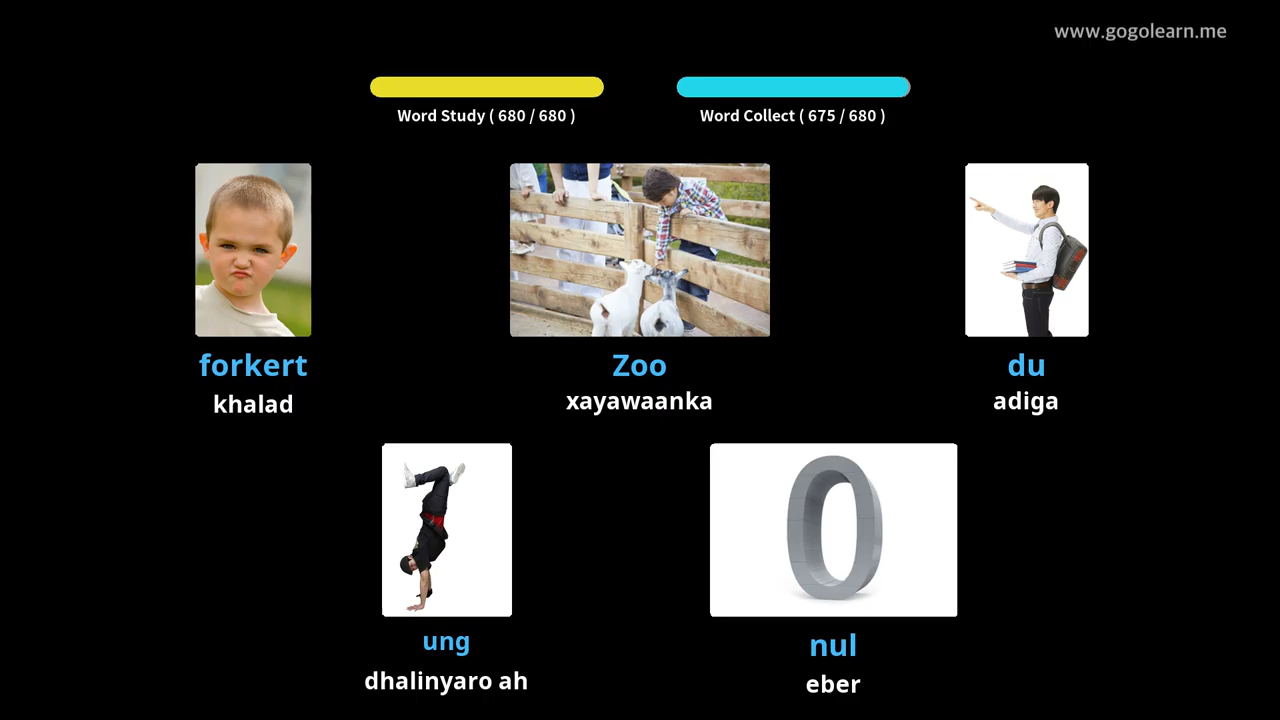 www.gogolearn.me
Word Study ( 680 / 680 )
Word Collect ( 675 / 680 )
forkert
khalad
Zoo
xayawaanka
du
adiga
ung
dhalinyaro ah
nul
eber